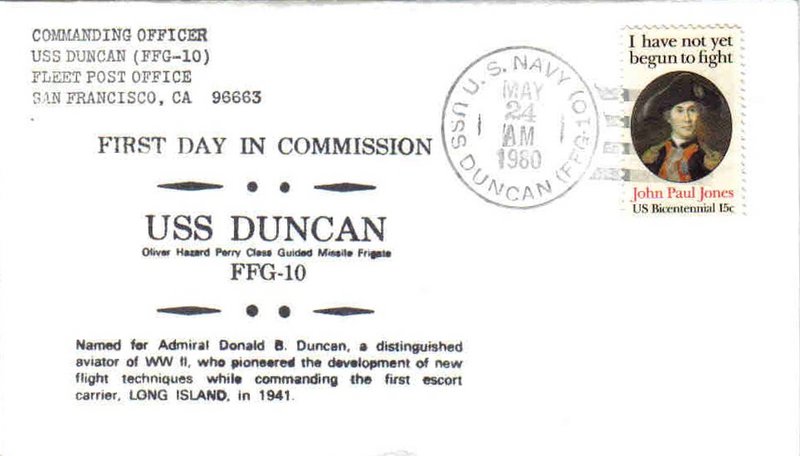 COMMANDING OFFICER
USS DUNCAN (FFG-10)
FLEET POST OFFICE
SAN FRANCISCO, CA 96663
FIRST DAY IN COMMISSION
USS DUNCAN
Oliver Hazard Perry Class Guided Missile Frigate
FFG-10
Named for Admiral Donald B. Duncan, a distinguished
aviator of WW II, who pioneered the development of new
flight techniques while commanding the first escort
carrier, LONG ISLAND, in 1941.
U.S. NAVY
MAY
24
AM
1980
USS DUNCAN (FFG-10)
I have not yet
begun to fight
John Paul Jones
US Bicentennial 15c